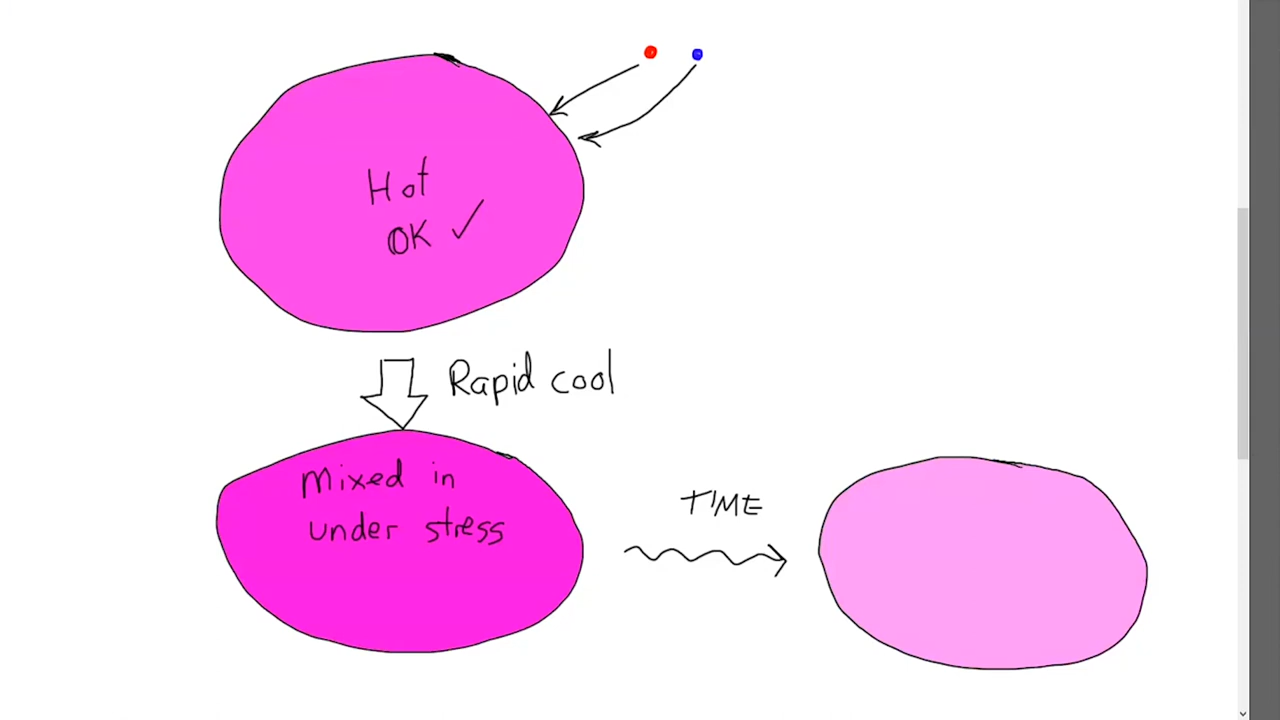 Hot
OK ✓
Rapid cool
Mixed in
under stress
TIME